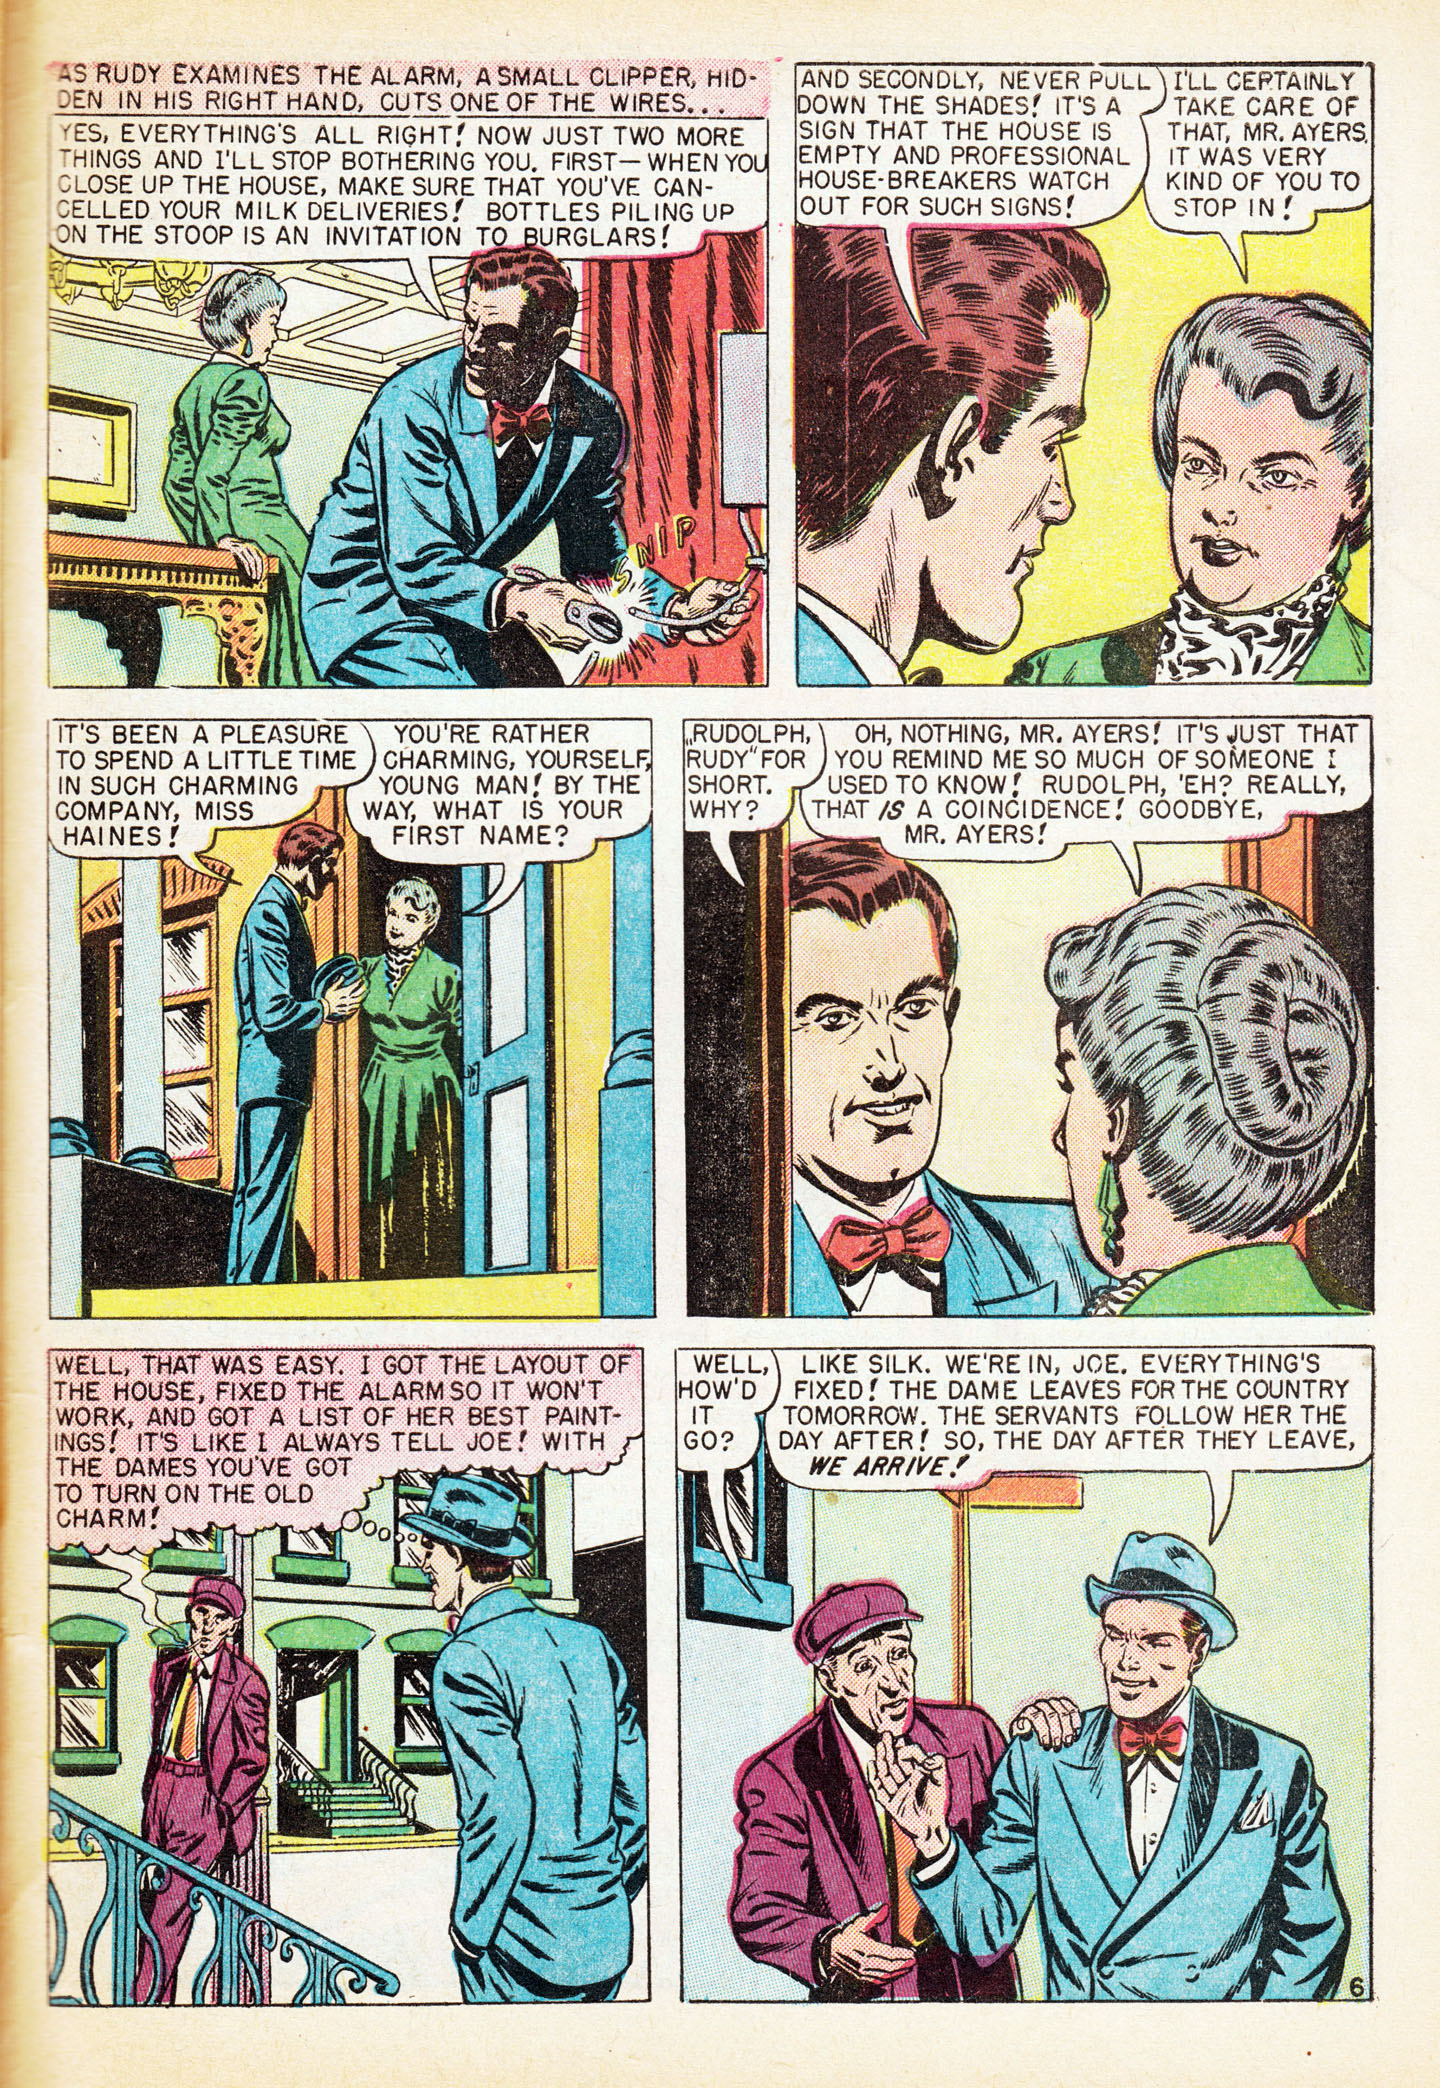 AS RUDY EXAMINES THE ALARM, A SMALL CLIPPER, HID-
DEN IN HIS RIGHT HAND, CUTS ONE OF THE WIRES...
YES, EVERYTHING'S ALL RIGHT! NOW JUST TWO MORE
THINGS AND I'LL STOP BOTHERING YOU. FIRST—WHEN YOU
CLOSE UP THE HOUSE, MAKE SURE THAT YOU'VE CAN-
CELLED YOUR MILK DELIVERIES! BOTTLES PILING UP
ON THE STOOP IS AN INVITATION TO BURGLARS!
SNIP
AND SECONDLY, NEVER PULL
DOWN THE SHADES! IT'S A
SIGN THAT THE HOUSE IS
EMPTY AND PROFESSIONAL
HOUSE-BREAKERS WATCH
OUT FOR SUCH SIGNS!
I'LL CERTAINLY
TAKE CARE OF
THAT, MR. AYERS.
IT WAS VERY
KIND OF YOU TO
STOP IN!
IT'S BEEN A PLEASURE
TO SPEND A LITTLE TIME
IN SUCH CHARMING
COMPANY, MISS
HAINES!
YOU'RE RATHER
CHARMING, YOURSELF,
YOUNG MAN! BY THE
WAY, WHAT IS YOUR
FIRST NAME?
„RUDOLPH,
RUDY" FOR
SHORT.
WHY?
OH, NOTHING, MR. AYERS! IT'S JUST THAT
YOU REMIND ME SO MUCH OF SOMEONE I
USED TO KNOW! RUDOLPH, 'EH? REALLY,
THAT IS A COINCIDENCE! GOODBYE,
MR. AYERS!
WELL, THAT WAS EASY. I GOT THE LAYOUT OF
THE HOUSE, FIXED THE ALARM SO IT WON'T
WORK, AND GOT A LIST OF HER BEST PAINT-
INGS! IT'S LIKE I ALWAYS TELL JOE! WITH
THE DAMES YOU'VE GOT
TO TURN ON THE OLD
CHARM!
WELL,
HOW'D
IT
GO?
LIKE SILK. WE'RE IN, JOE. EVERYTHING'S
FIXED! THE DAME LEAVES FOR THE COUNTRY
TOMORROW. THE SERVANTS FOLLOW HER THE
DAY AFTER! SO, THE DAY AFTER THEY LEAVE,
WE ARRIVE!
6